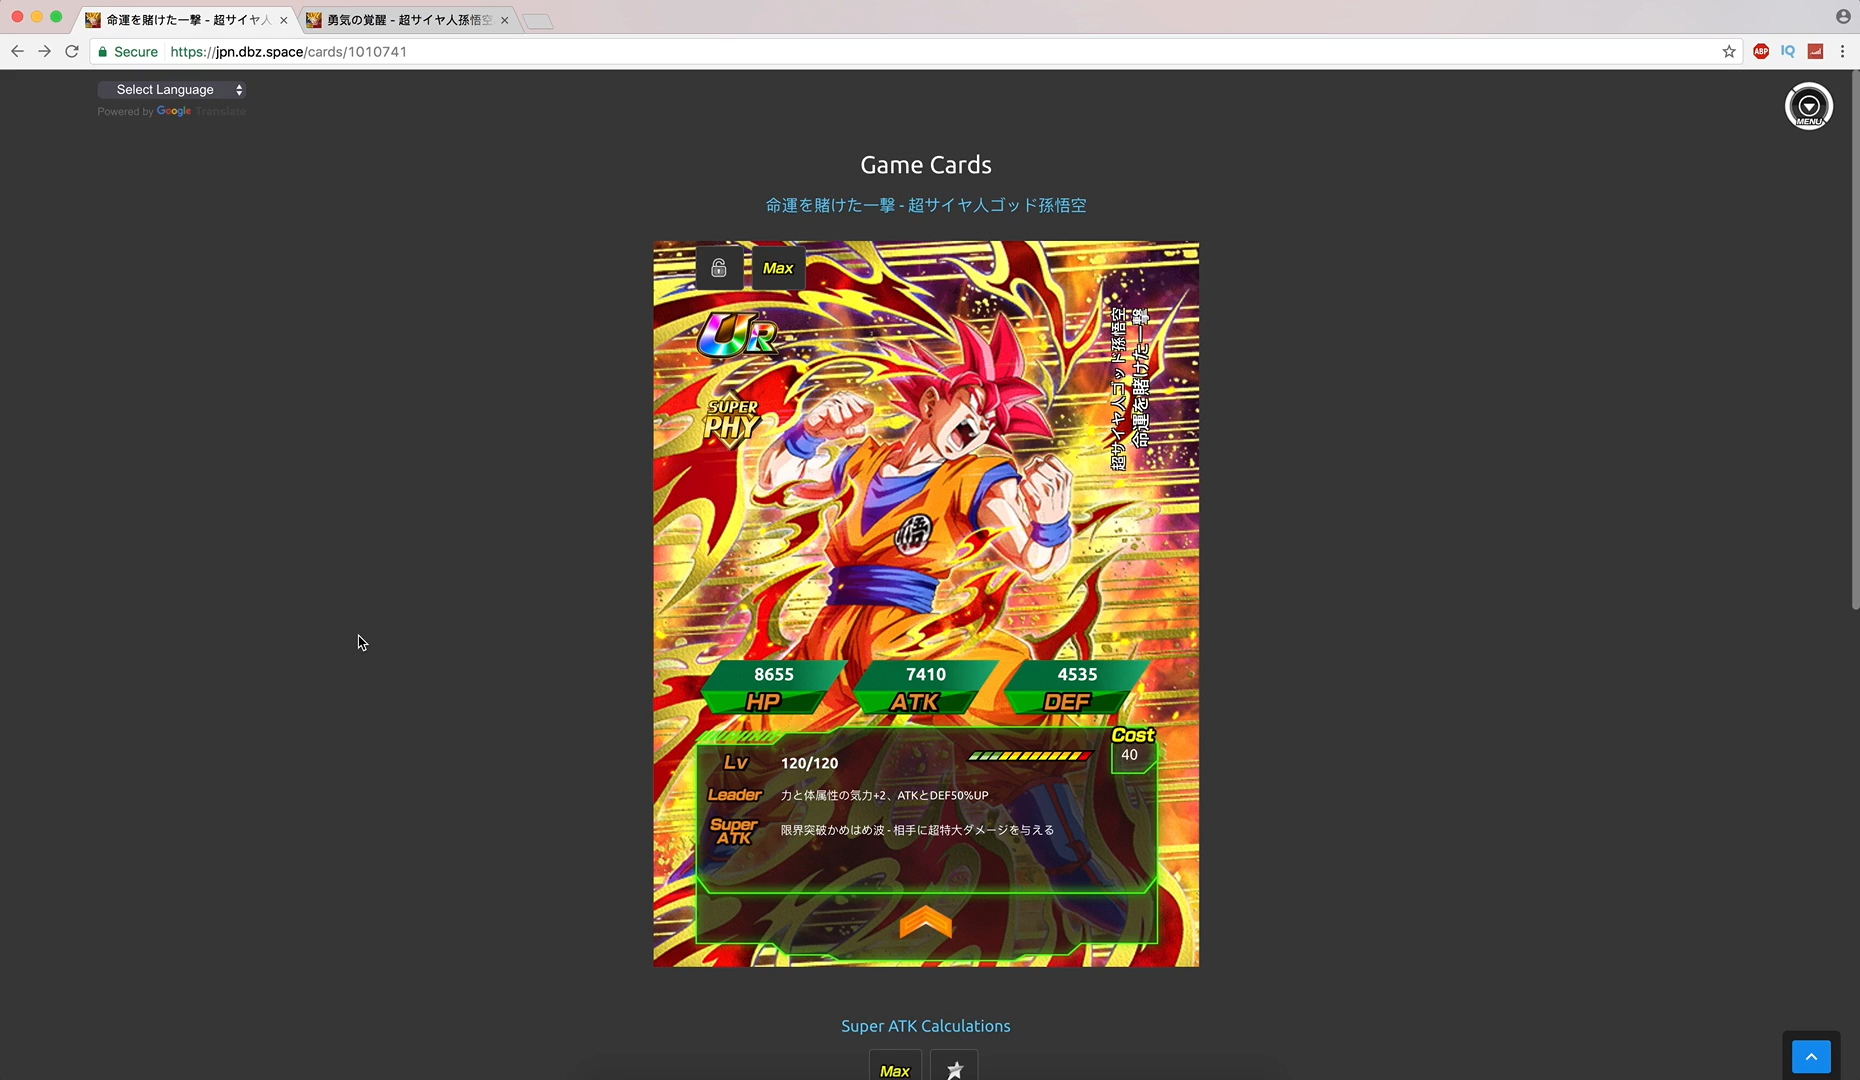 命運を賭けた一撃 - 超サイヤ人
勇気の覚醒 - 超サイヤ人孫悟空
Secure https://jpn.dbz.space/cards/1010741
ABP
IQ
Select Language
Powered by Google Translate
MENU
Game Cards
命運を賭けた一撃 - 超サイヤ人ゴッド孫悟空
Max
UR
SUPER
PHY
命運を賭けた一撃
超サイヤ人ゴッド孫悟空
悟
8655 7410 4535
HP ATK DEF
Cost
40
Lv 120/120
Leader 力と体属性の気力+2、ATKとDEF50%UP
Super
ATK
限界突破かめはめ波 - 相手に超特大ダメージを与える
Super ATK Calculations
Max